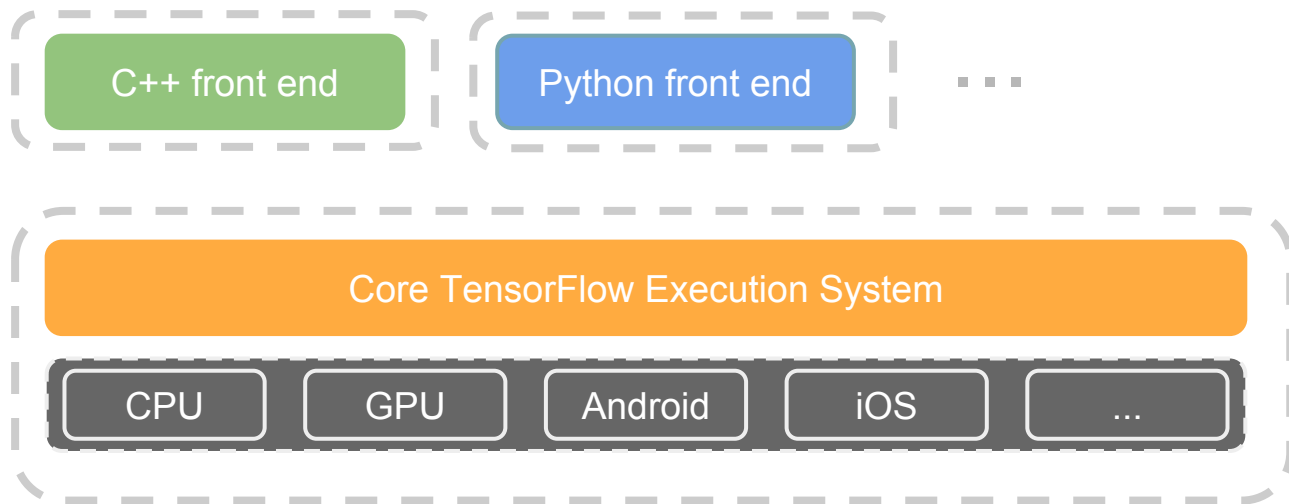 C++ front end
Python front end
...
Core TensorFlow Execution System
CPU
GPU
Android
iOS
...